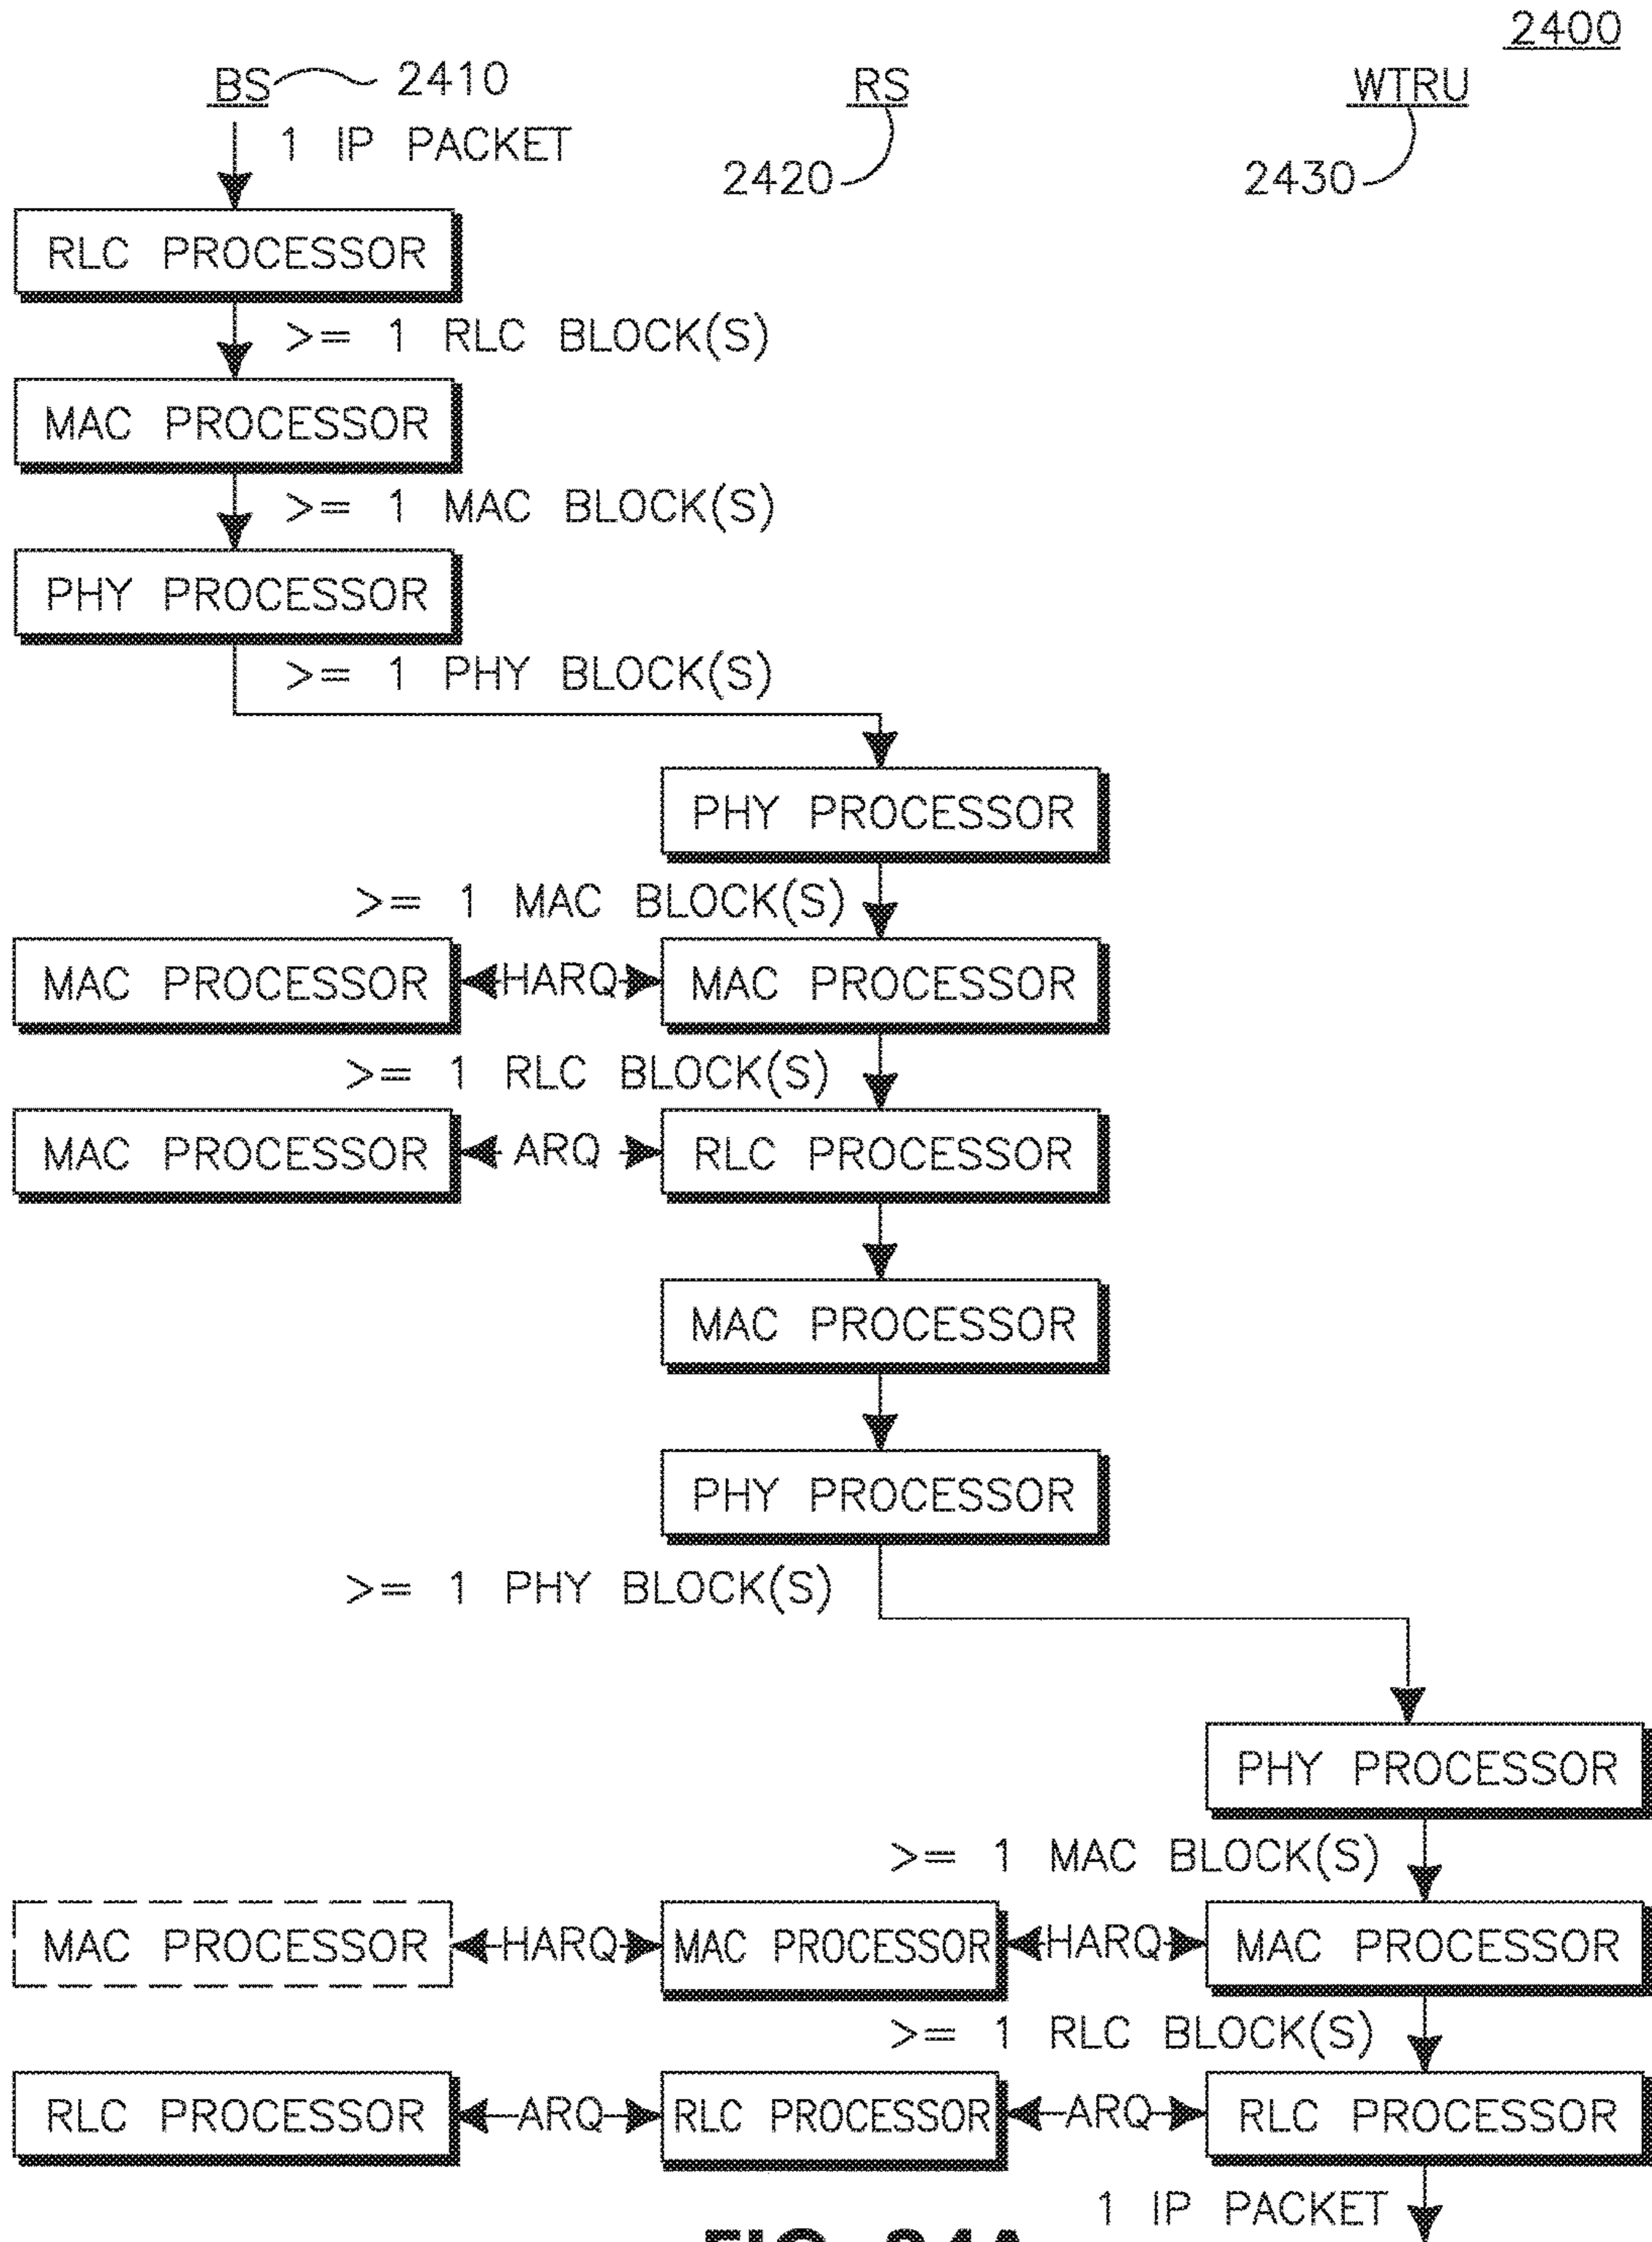 2400
BS 2410 RS WTRU
1 IP PACKET
2420 2430
RLC PROCESSOR
>= 1 RLC BLOCK(S)
MAC PROCESSOR
>= 1 MAC BLOCK(S)
PHY PROCESSOR
>= 1 PHY BLOCK(S)
PHY PROCESSOR
>= 1 MAC BLOCK(S)
MAC PROCESSOR HARQ MAC PROCESSOR
>= 1 RLC BLOCK(S)
MAC PROCESSOR ARQ RLC PROCESSOR
MAC PROCESSOR
PHY PROCESSOR
>= 1 PHY BLOCK(S)
PHY PROCESSOR
>= 1 MAC BLOCK(S)
MAC PROCESSOR HARQ MAC PROCESSOR HARQ MAC PROCESSOR
>= 1 RLC BLOCK(S)
RLC PROCESSOR ARQ RLC PROCESSOR ARQ RLC PROCESSOR
1 IP PACKET